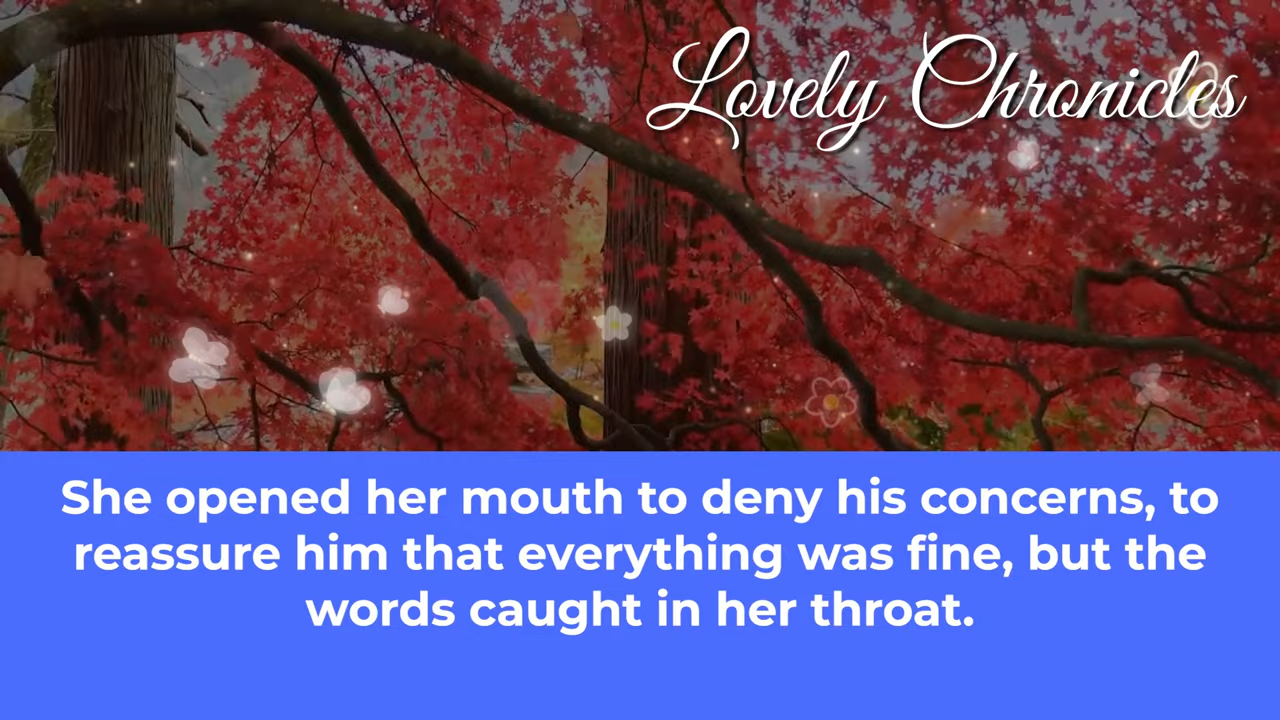 Lovely Chronicles
She opened her mouth to deny his concerns, to
reassure him that everything was fine, but the
words caught in her throat.